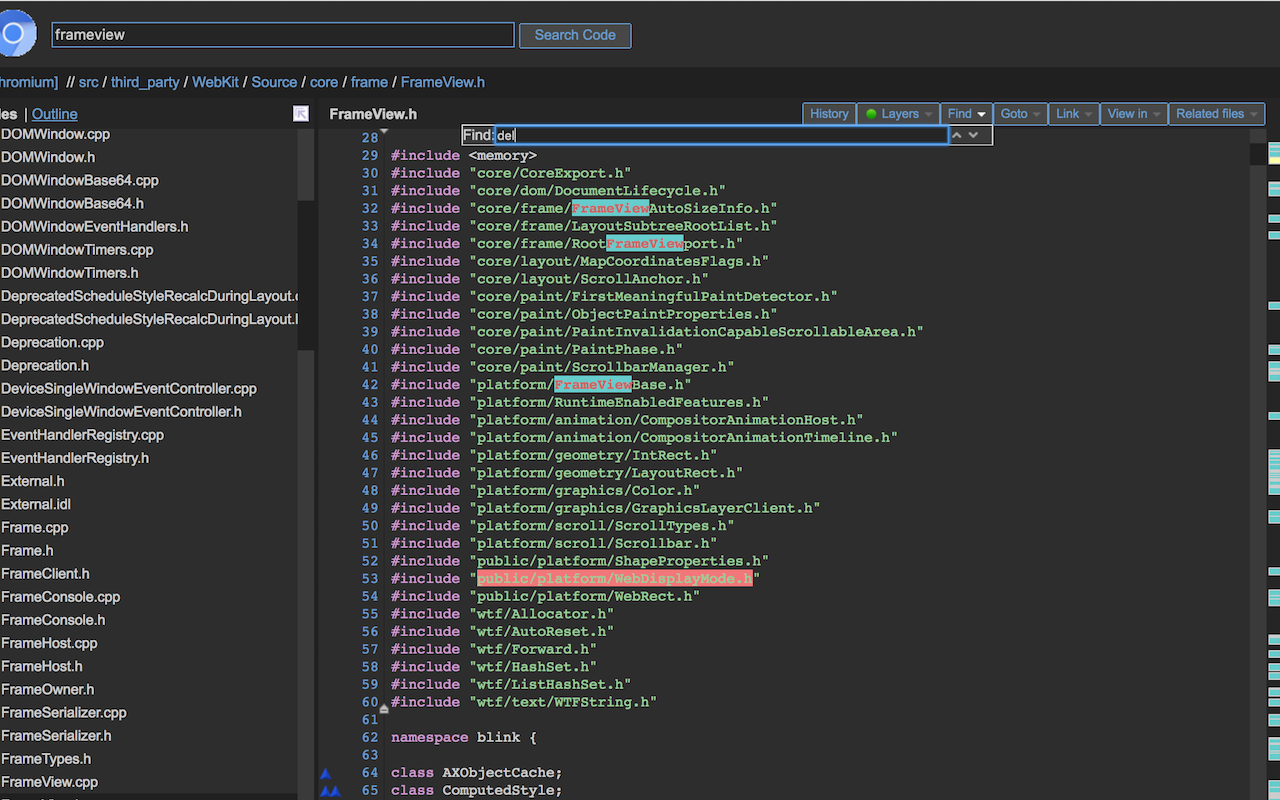 frameview
Search Code
hromium] // src / third_party / WebKit / Source / core / frame / FrameView.h
les | Outline
DOMWindow.cpp
DOMWindow.h
DOMWindowBase64.cpp
DOMWindowBase64.h
DOMWindowEventHandlers.h
DOMWindowTimers.cpp
DOMWindowTimers.h
DeprecatedScheduleStyleRecalcDuringLayout.c
DeprecatedScheduleStyleRecalcDuringLayout.h
Deprecation.cpp
Deprecation.h
DeviceSingleWindowEventController.cpp
DeviceSingleWindowEventController.h
EventHandlerRegistry.cpp
EventHandlerRegistry.h
External.h
External.idl
Frame.cpp
Frame.h
FrameClient.h
FrameConsole.cpp
FrameConsole.h
FrameHost.cpp
FrameHost.h
FrameOwner.h
FrameSerializer.cpp
FrameSerializer.h
FrameTypes.h
FrameView.cpp
FrameView.h
History
Layers
Find
Goto
Link
View in
Related files
Find: del
28
29 #include <memory>
30 #include "core/CoreExport.h"
31 #include "core/dom/DocumentLifecycle.h"
32 #include "core/frame/FrameViewAutoSizeInfo.h"
33 #include "core/frame/LayoutSubtreeRootList.h"
34 #include "core/frame/RootFrameViewport.h"
35 #include "core/layout/MapCoordinatesFlags.h"
36 #include "core/layout/ScrollAnchor.h"
37 #include "core/paint/FirstMeaningfulPaintDetector.h"
38 #include "core/paint/ObjectPaintProperties.h"
39 #include "core/paint/PaintInvalidationCapableScrollableArea.h"
40 #include "core/paint/PaintPhase.h"
41 #include "core/paint/ScrollbarManager.h"
42 #include "platform/FrameViewBase.h"
43 #include "platform/RuntimeEnabledFeatures.h"
44 #include "platform/animation/CompositorAnimationHost.h"
45 #include "platform/animation/CompositorAnimationTimeline.h"
46 #include "platform/geometry/IntRect.h"
47 #include "platform/geometry/LayoutRect.h"
48 #include "platform/graphics/Color.h"
49 #include "platform/graphics/GraphicsLayerClient.h"
50 #include "platform/scroll/ScrollTypes.h"
51 #include "platform/scroll/Scrollbar.h"
52 #include "public/platform/ShapeProperties.h"
53 #include "public/platform/WebDisplayMode.h"
54 #include "public/platform/WebRect.h"
55 #include "wtf/Allocator.h"
56 #include "wtf/AutoReset.h"
57 #include "wtf/Forward.h"
58 #include "wtf/HashSet.h"
59 #include "wtf/ListHashSet.h"
60 #include "wtf/text/WTFString.h"
61
62 namespace blink {
63
64 class AXObjectCache;
65 class ComputedStyle;